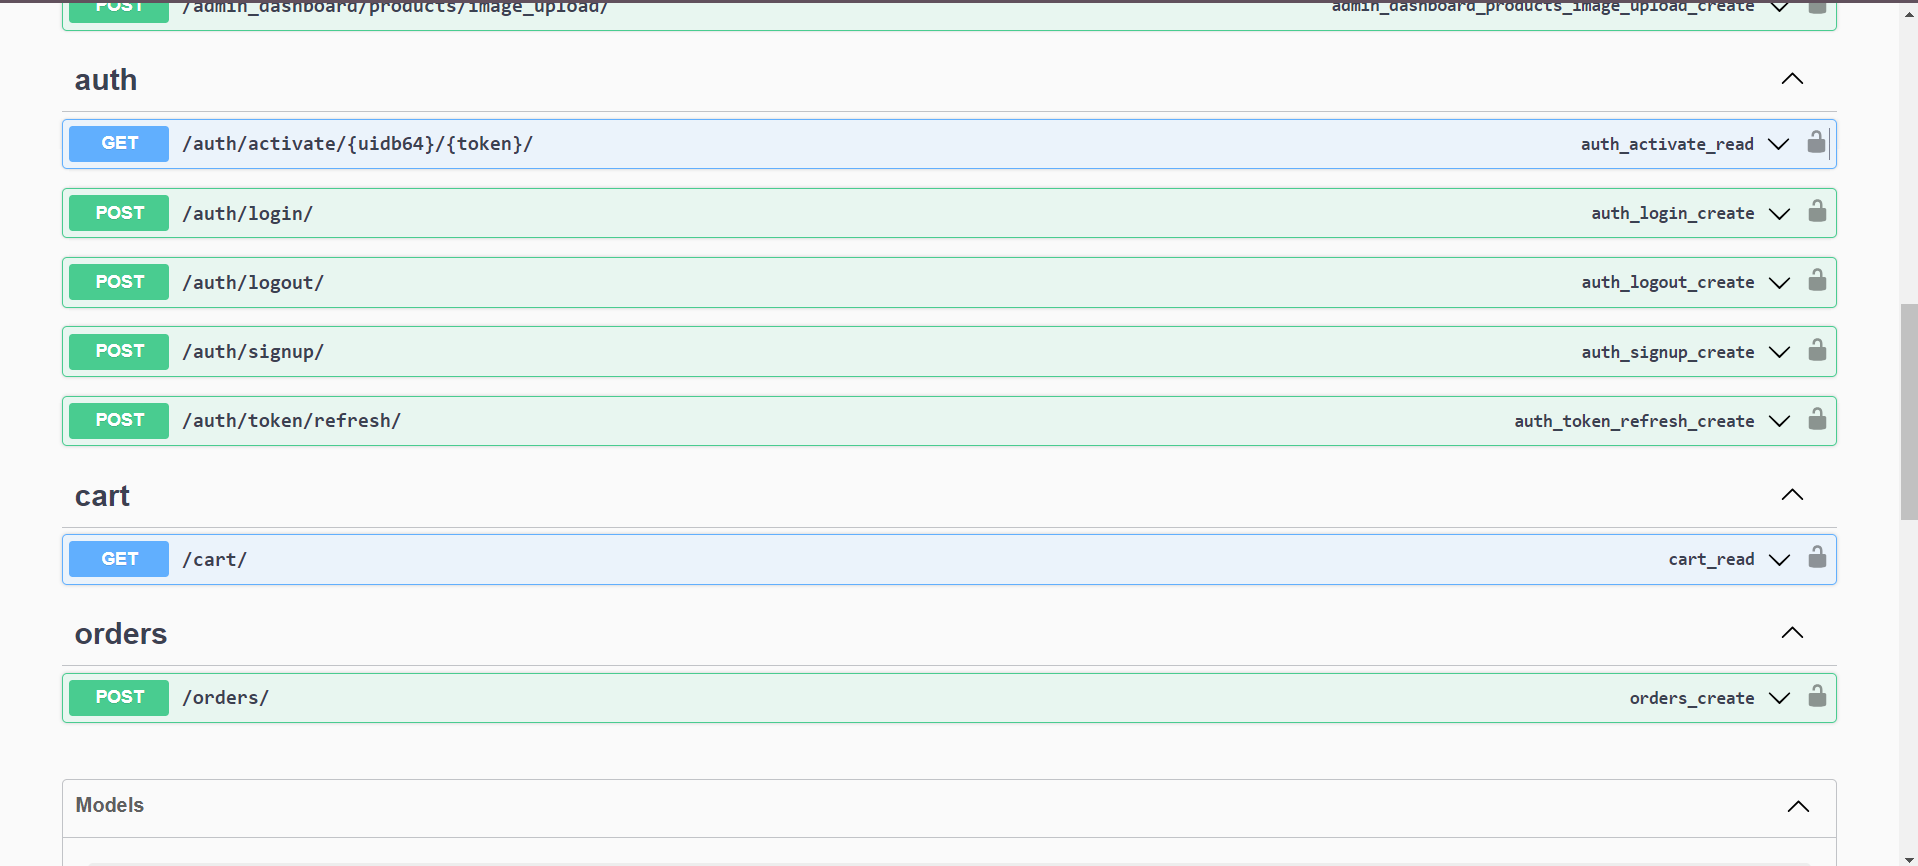 POST /admin_dashboard/products/image_upload/ admin_dashboard_products_image_upload_create
auth
GET /auth/activate/{uidb64}/{token}/ auth_activate_read
POST /auth/login/ auth_login_create
POST /auth/logout/ auth_logout_create
POST /auth/signup/ auth_signup_create
POST /auth/token/refresh/ auth_token_refresh_create
cart
GET /cart/ cart_read
orders
POST /orders/ orders_create
Models